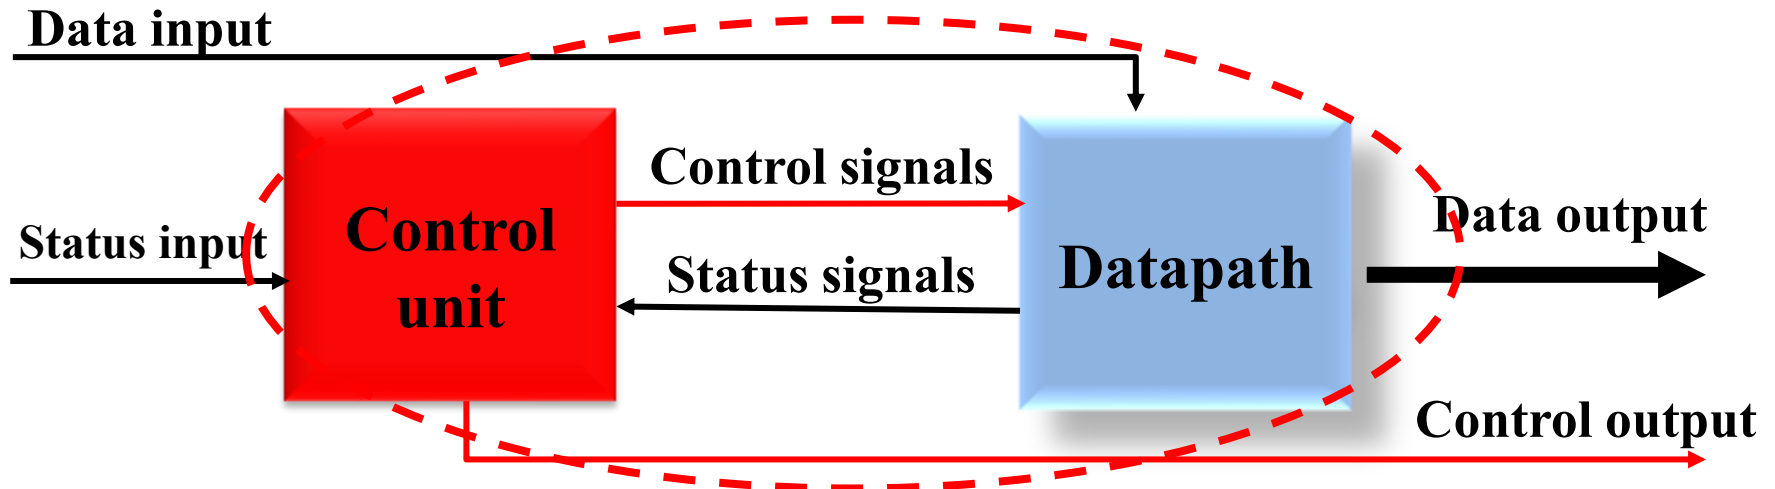 Data input
Control signals
Status input
Control
unit
Status signals
Datapath
Data output
Control output